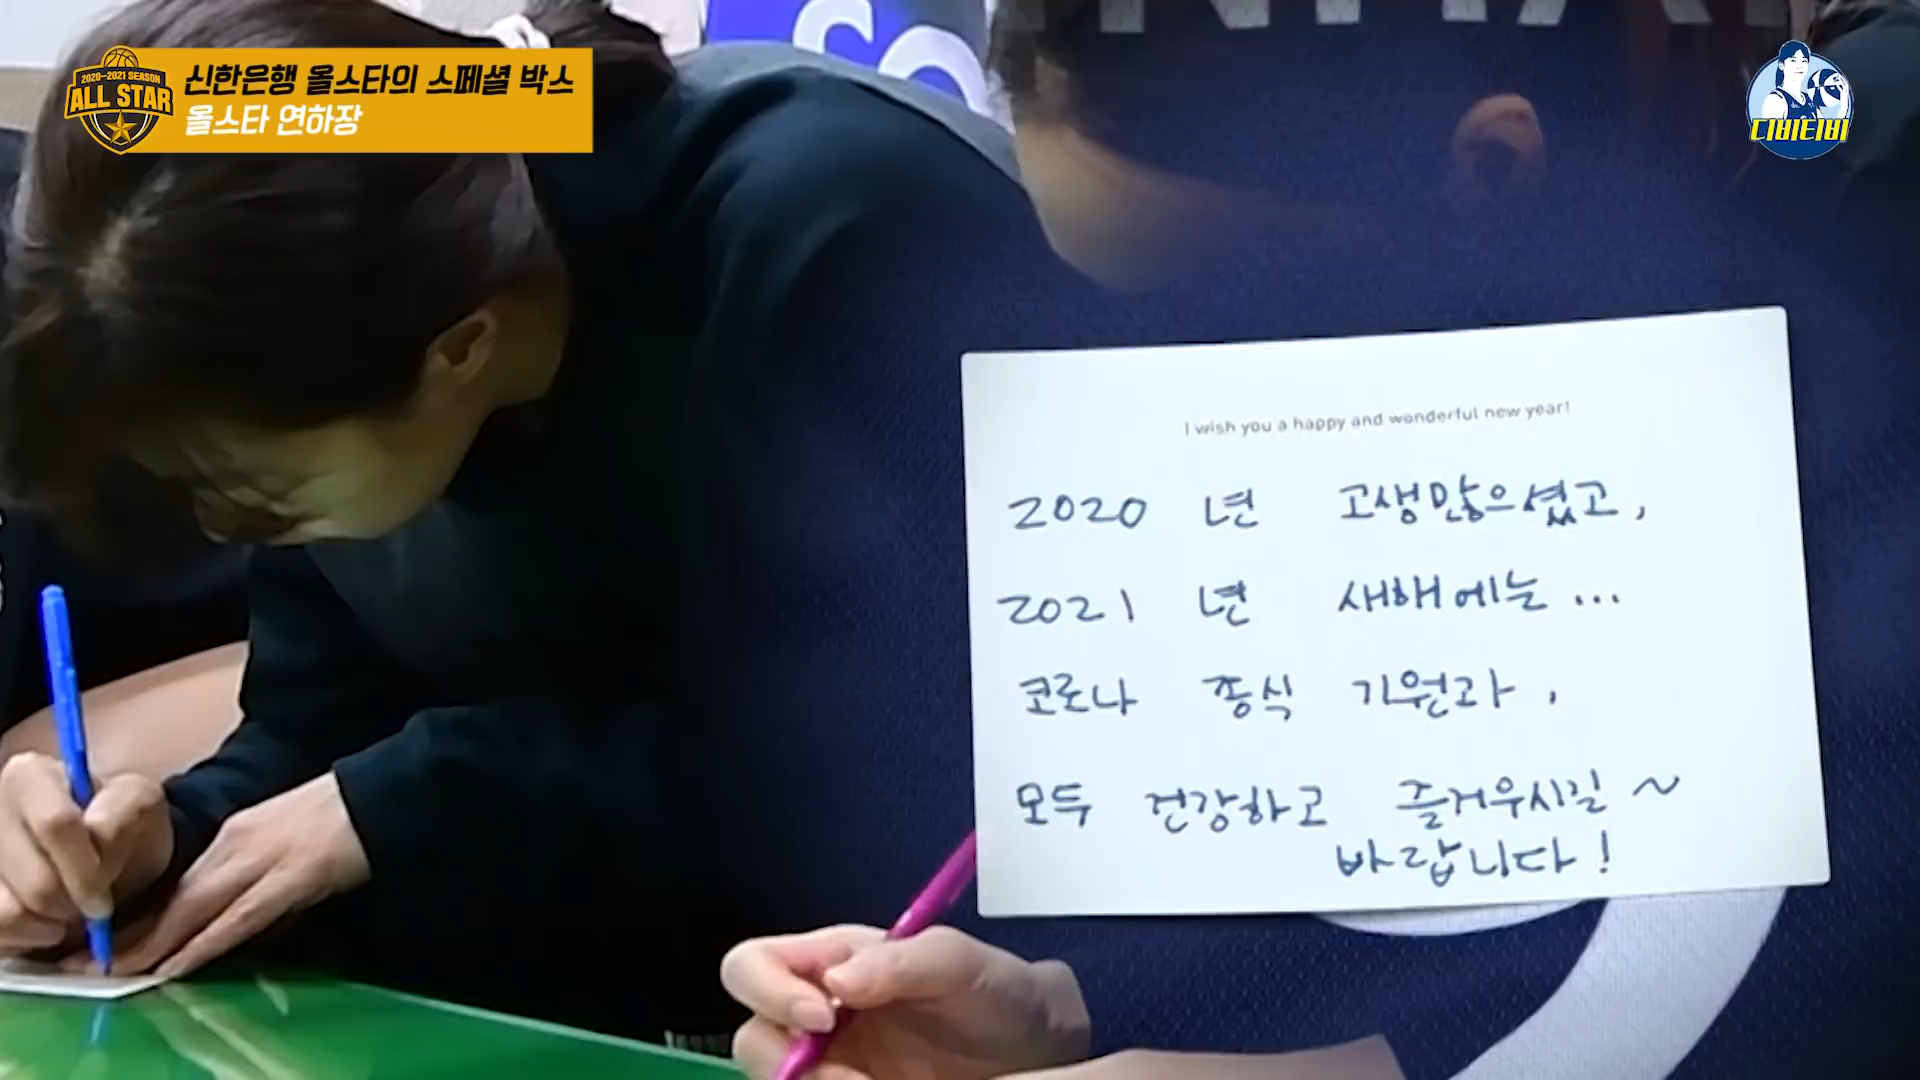 2020-2021 SEASON
ALL STAR
신한은행 올스타의 스페셜 박스
올스타 연하장
디비티비
I wish you a happy and wonderful new year!
2020 년 고생많으셨고,
2021 년 새해에는...
코로나 종식 기원과,
모두 건강하고 즐거우시길 ~
바랍니다!